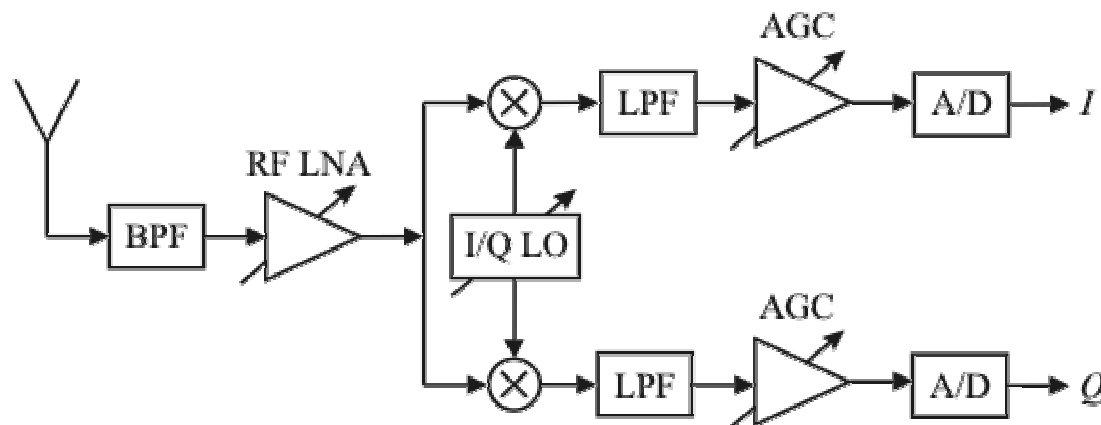 AGC
LPF
A/D
I
RF LNA
BPF
I/Q LO
AGC
LPF
A/D
Q